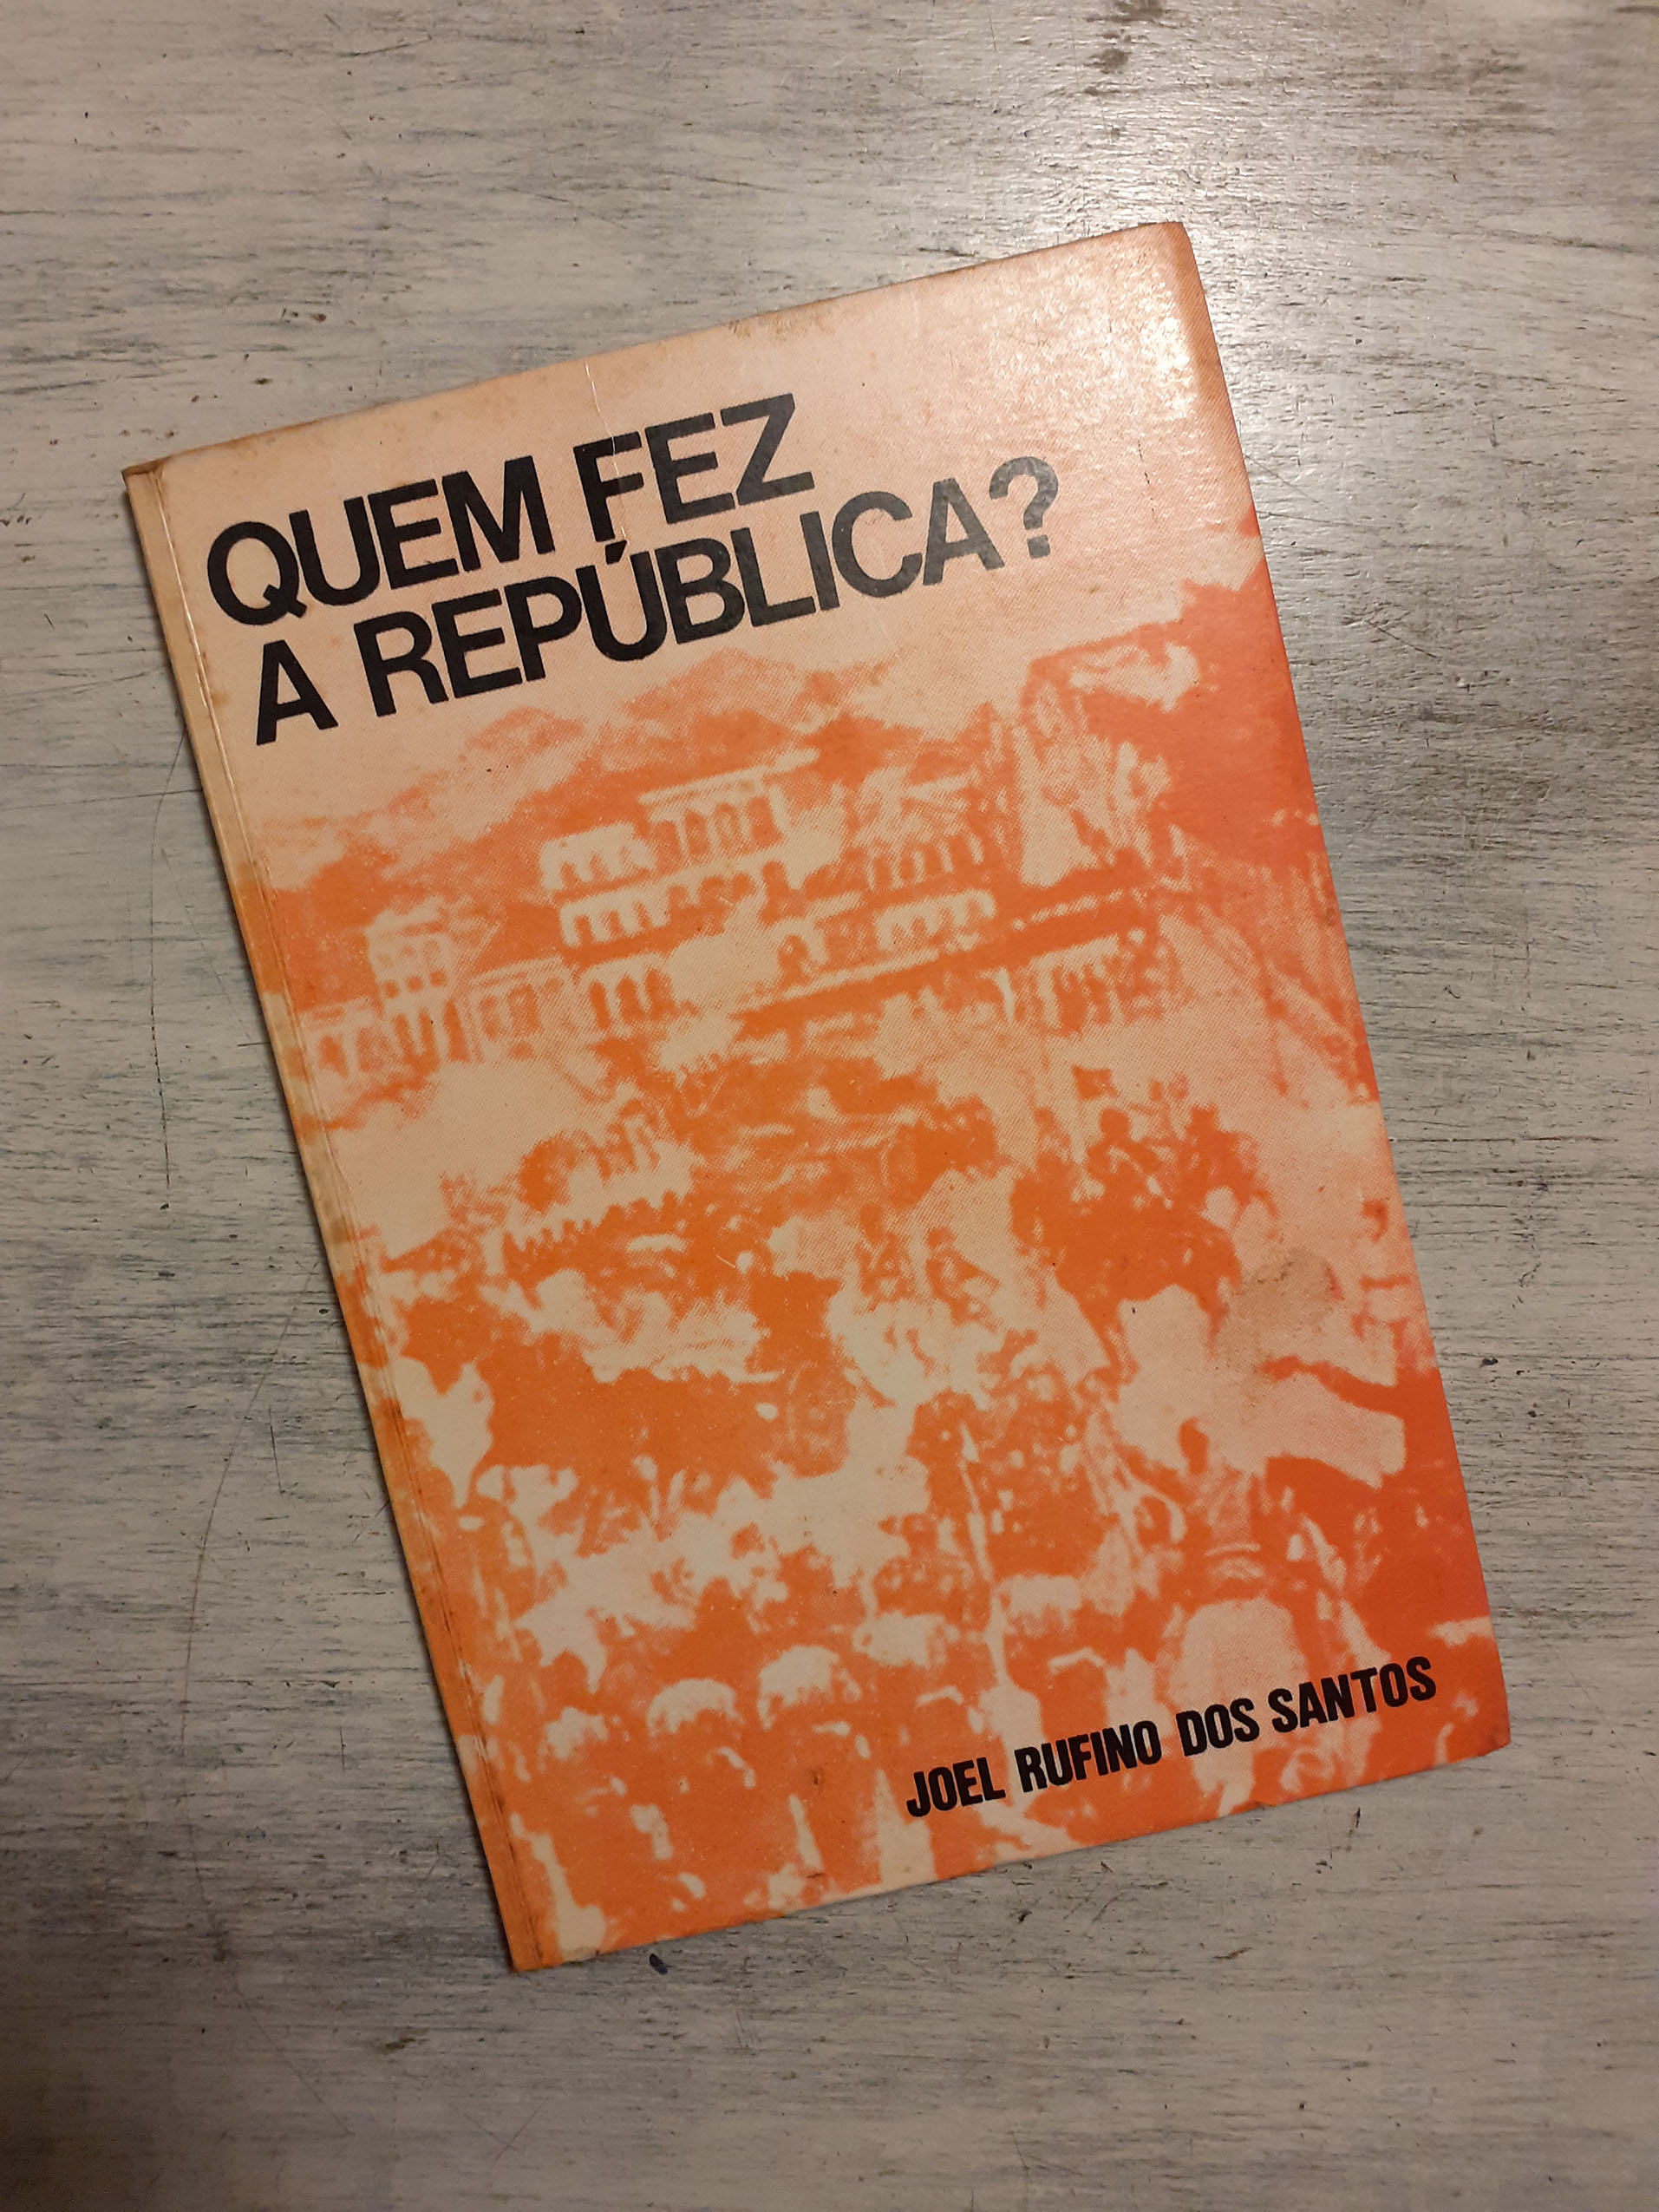 QUEM FEZ
A REPÚBLICA?
JOEL RUFINO DOS SANTOS